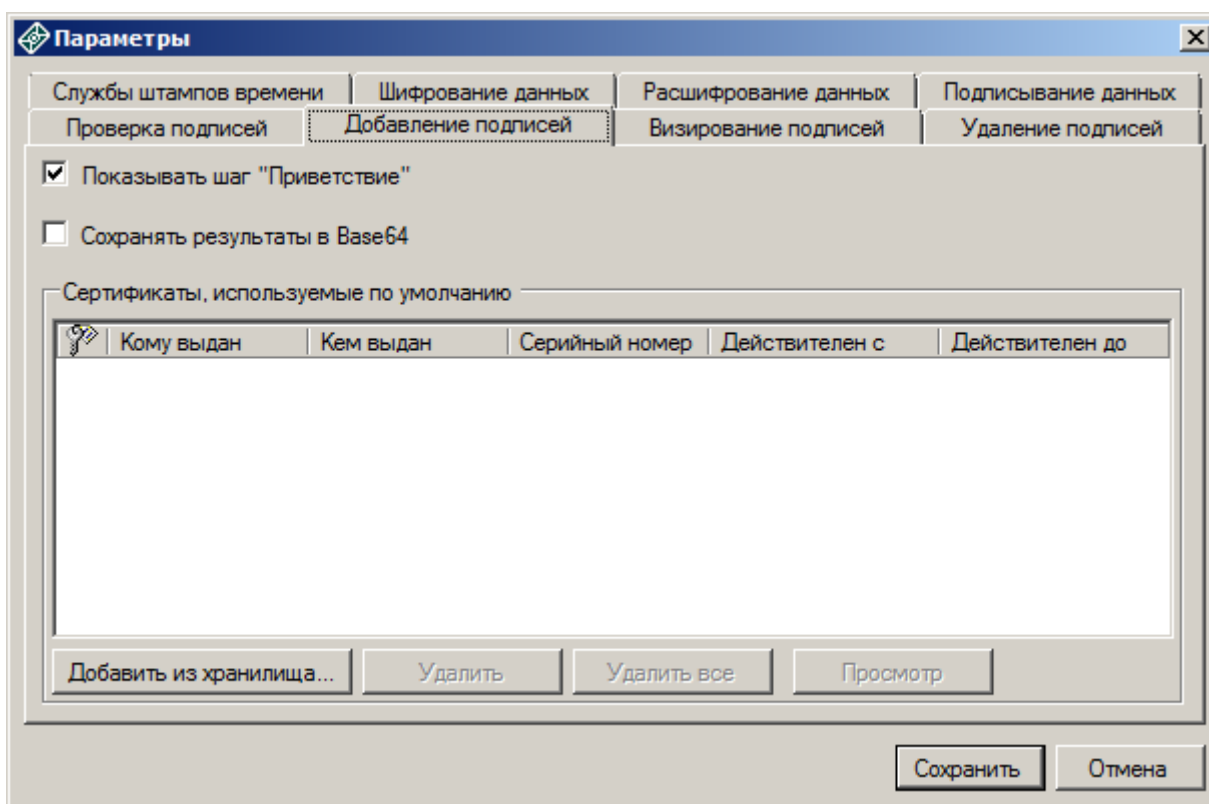 Параметры
Службы штампов времени Шифрование данных Расшифрование данных Подписывание данных
Проверка подписей Добавление подписей Визирование подписей Удаление подписей
Показывать шаг "Приветствие"
Сохранять результаты в Base64
Сертификаты, используемые по умолчанию
Кому выдан Кем выдан Серийный номер Действителен с Действителен до
Добавить из хранилища... Удалить Удалить все Просмотр
Сохранить Отмена